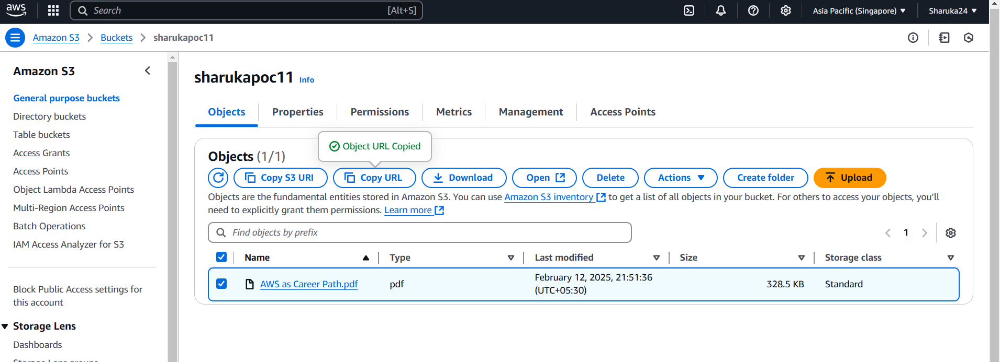 aws
Search [Alt+S]
Asia Pacific (Singapore)
Sharuka24
Amazon S3
Buckets
sharukapoc11
Amazon S3
General purpose buckets
Directory buckets
Table buckets
Access Grants
Access Points
Object Lambda Access Points
Multi-Region Access Points
Batch Operations
IAM Access Analyzer for S3
Block Public Access settings for
this account
Storage Lens
Dashboards
Storage Lens groups
sharukapoc11 Info
Objects
Properties
Permissions
Metrics
Management
Access Points
Object URL Copied
Objects (1/1)
Copy S3 URI
Copy URL
Download
Open
Delete
Actions
Create folder
Upload
Objects are the fundamental entities stored in Amazon S3. You can use Amazon S3 inventory to get a list of all objects in your bucket. For others to access your objects, you’ll
need to explicitly grant them permissions. Learn more
Find objects by prefix
1
Name
Type
Last modified
Size
Storage class
AWS as Career Path.pdf
pdf
February 12, 2025, 21:51:36
(UTC+05:30)
328.5 KB
Standard